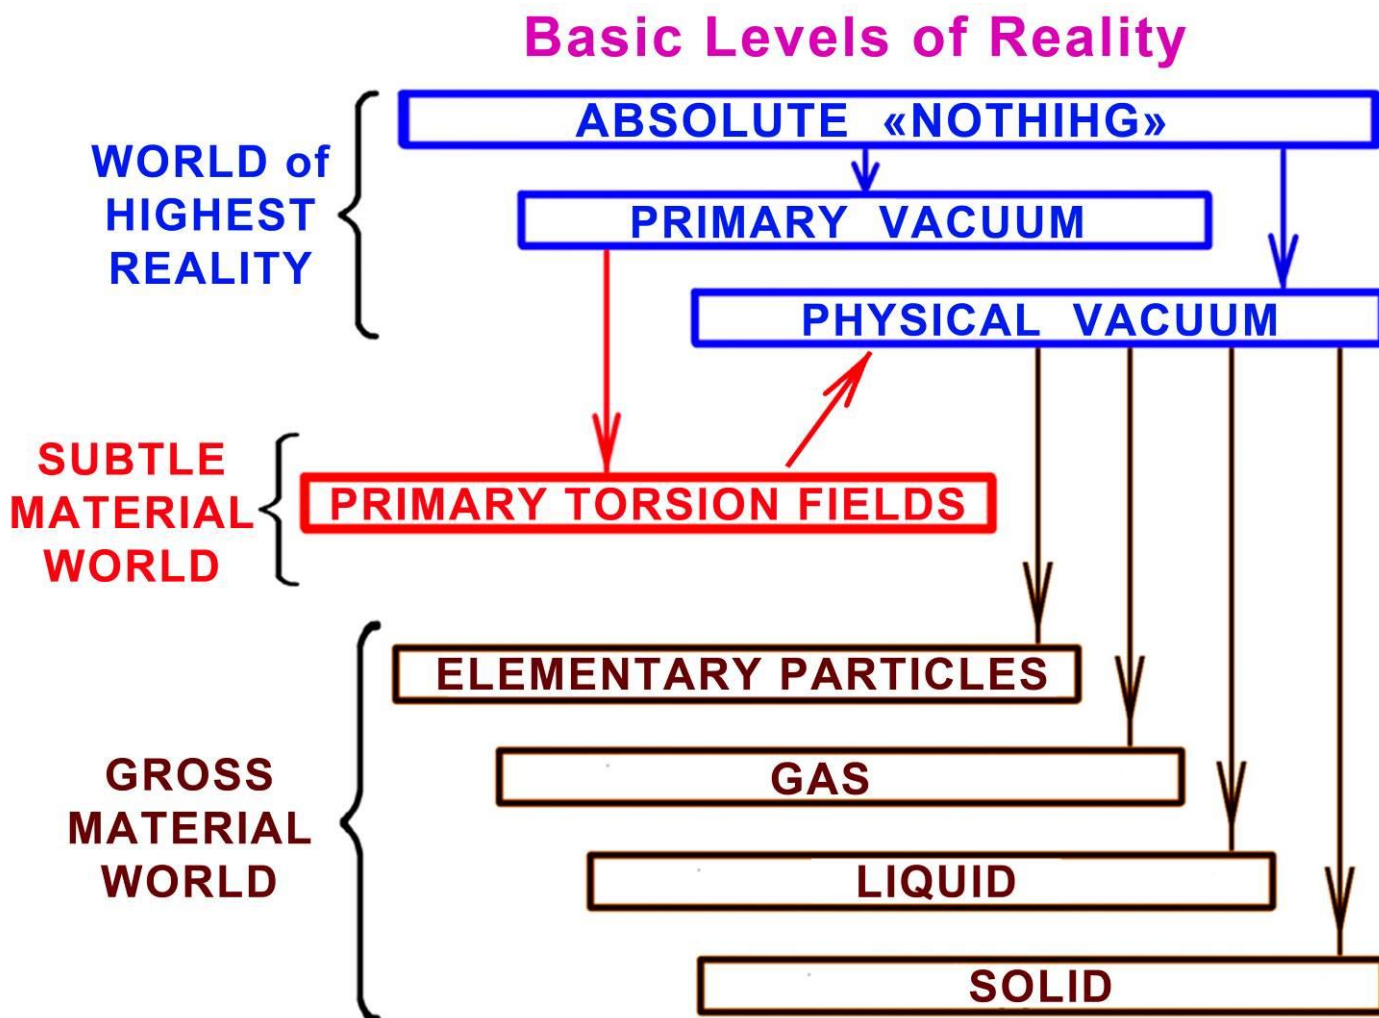 Basic Levels of Reality
ABSOLUTE «NOTHIHG»
WORLD of
HIGHEST
REALITY
PRIMARY VACUUM
PHYSICAL VACUUM
SUBTLE
MATERIAL
WORLD
PRIMARY TORSION FIELDS
ELEMENTARY PARTICLES
GROSS
MATERIAL
WORLD
GAS
LIQUID
SOLID